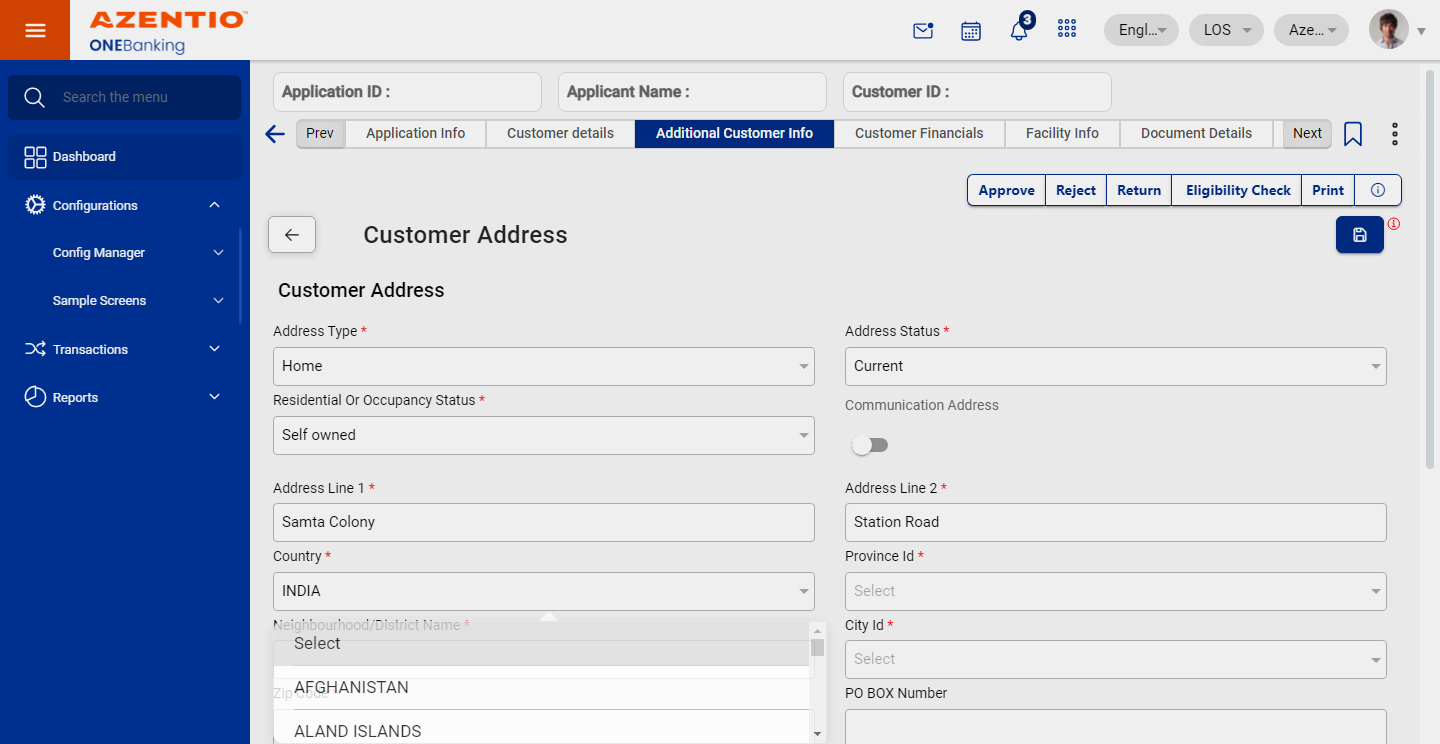 AZENTIO™
ONEBanking
3
Engl...
LOS
Aze...
Search the menu
Dashboard
Configurations
Config Manager
Sample Screens
Transactions
Reports
Application ID :
Applicant Name :
Customer ID :
Prev
Application Info
Customer details
Additional Customer Info
Customer Financials
Facility Info
Document Details
Next
Approve
Reject
Return
Eligibility Check
Print
Customer Address
Customer Address
Address Type *
Address Status *
Home
Current
Residential Or Occupancy Status *
Communication Address
Self owned
Address Line 1 *
Address Line 2 *
Samta Colony
Station Road
Country *
Province Id *
INDIA
Select
Neighbourhood/District Name *
City Id *
Select
Select
Zip Code *
AFGHANISTAN
PO BOX Number
ALAND ISLANDS